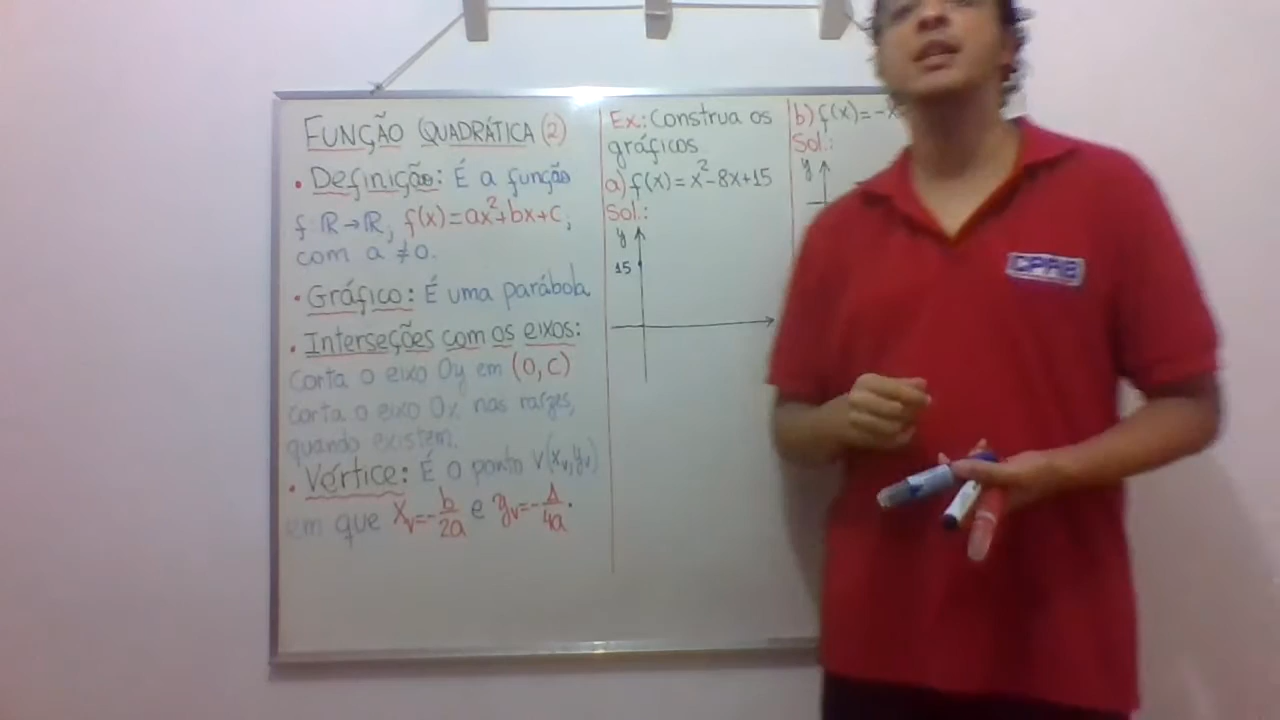 FUNÇÃO QUADRÁTICA (2)
• Definição: É a função
f ℝ→ℝ, f(x)=ax²+bx+c,
com a ≠ 0.
• Gráfico: É uma parábola
• Interseções com os eixos:
Corta o eixo Oy em (0, C)
corta o eixo Ox nas raízes,
quando existem.
• Vértice: É o ponto V(xᵥ, yᵥ)
em que xᵥ=-b/2a e yᵥ=-Δ/4a.
Ex.: Construa os
gráficos
a) f(x)=x²-8x+15
Sol.:
y
15
b) f(x)=-x
Sol.:
y